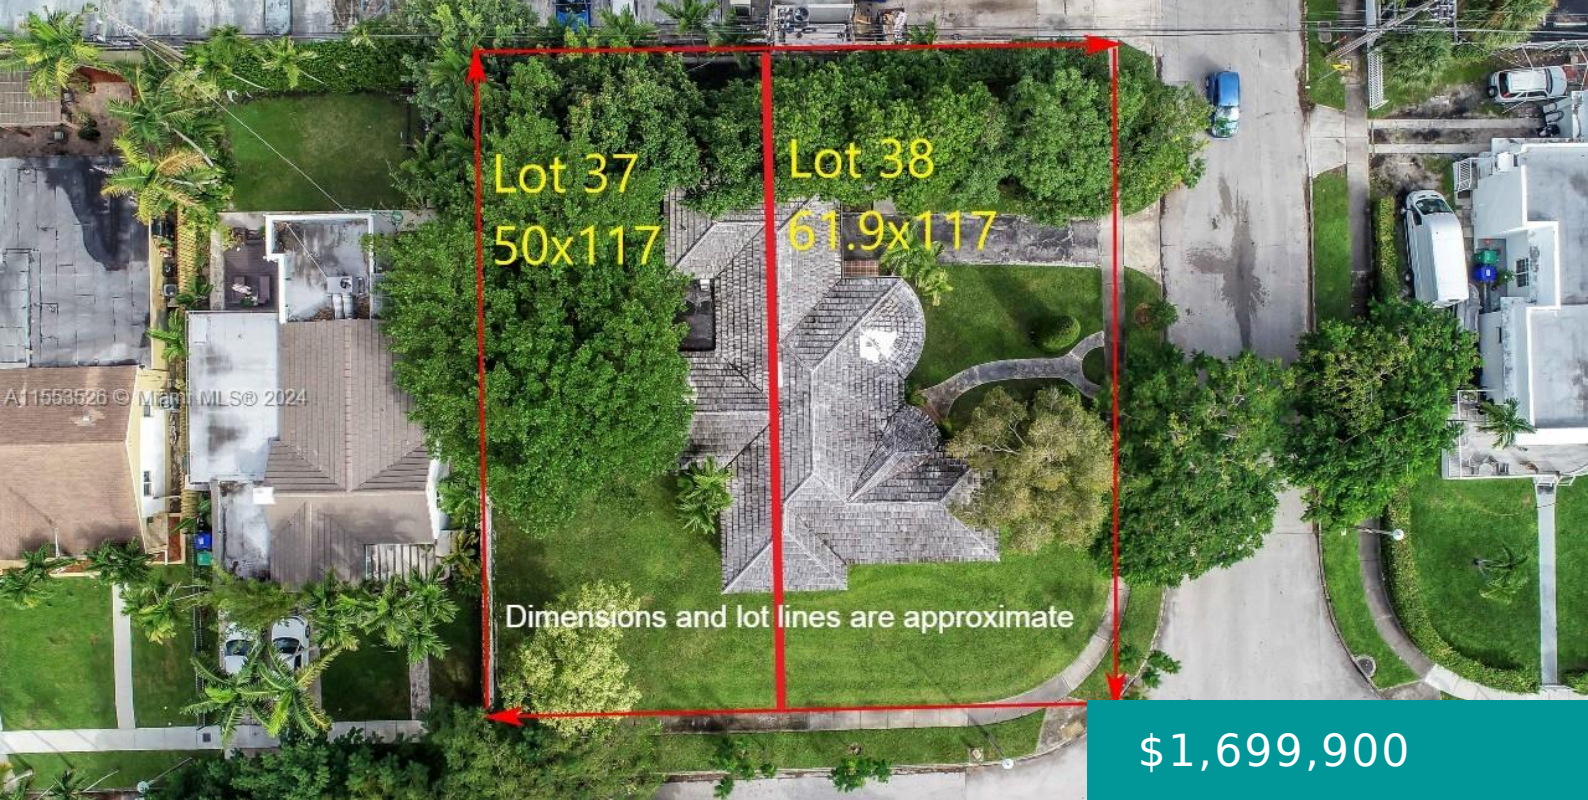 Lot 37
50x117
Lot 38
61.9x117
A11553526 © Miami MLS® 2024
Dimensions and lot lines are approximate
$1,699,900